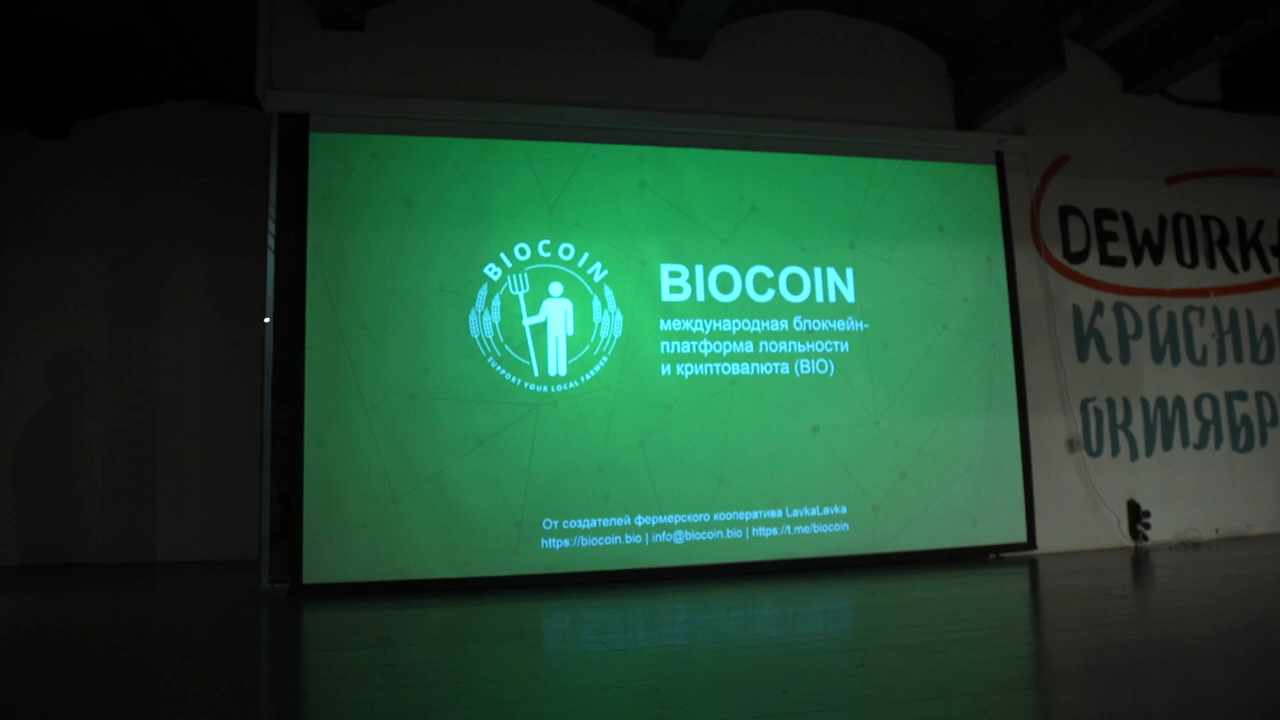 BIOCOIN
SUPPORT YOUR LOCAL FARMER
BIOCOIN
международная блокчейн-
платформа лояльности
и криптовалюта (BIO)
От создателей фермерского кооператива LavkaLavka
https://biocoin.bio | info@biocoin.bio | https://t.me/biocoin
DEWORK
КРАСНЫ
ОКТЯБР